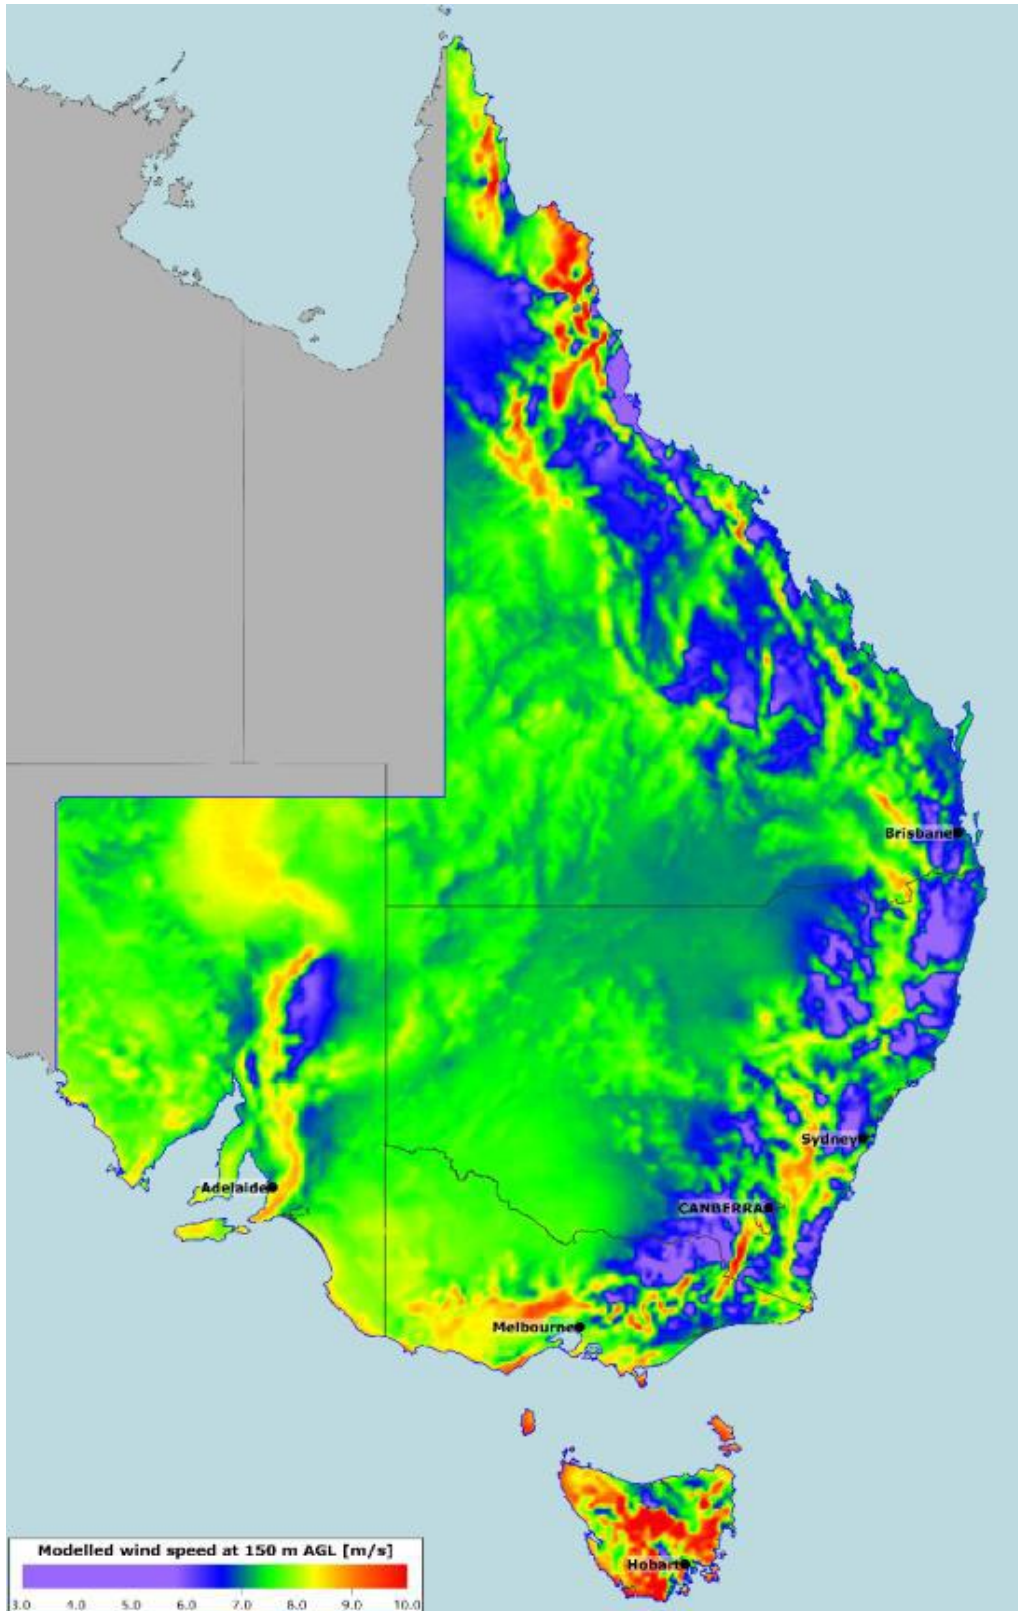 Brisbane
Sydney
Adelaide
CANBERRA
Melbourne
Hobart
Modelled wind speed at 150 m AGL [m/s]
3.0 4.0 5.0 6.0 7.0 8.0 9.0 10.0